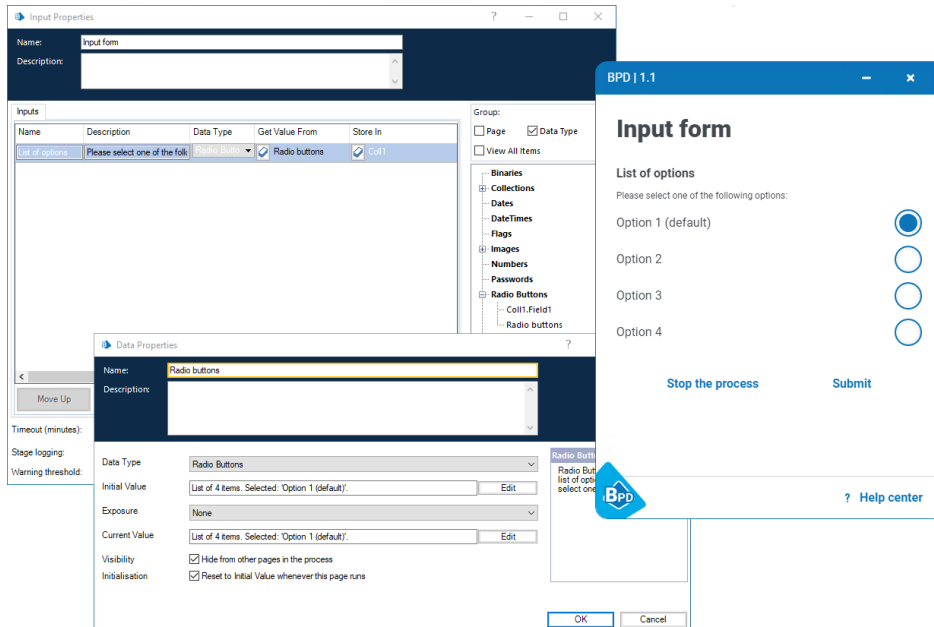 Input Properties
Name: Input form
Description:
Inputs
Name Description Data Type Get Value From Store In
List of options Please select one of the folk Radio Butto Radio buttons Coll1
Move Up
Timeout (minutes):
Stage logging:
Warning threshold:
Group:
Page Data Type
View All Items
Binaries
Collections
Dates
DateTimes
Flags
Images
Numbers
Passwords
Radio Buttons
Coll1.Field1
Radio buttons
Data Properties
Name: Radio buttons
Description:
Data Type Radio Buttons
Initial Value List of 4 items. Selected: 'Option 1 (default)'. Edit
Exposure None
Current Value List of 4 items. Selected: 'Option 1 (default)'. Edit
Visibility Hide from other pages in the process
Initialisation Reset to Initial Value whenever this page runs
Radio Butt
Radio But
list of opti
select one
OK Cancel
BPD | 1.1
Input form
List of options
Please select one of the following options:
Option 1 (default)
Option 2
Option 3
Option 4
Stop the process Submit
BPD
? Help center